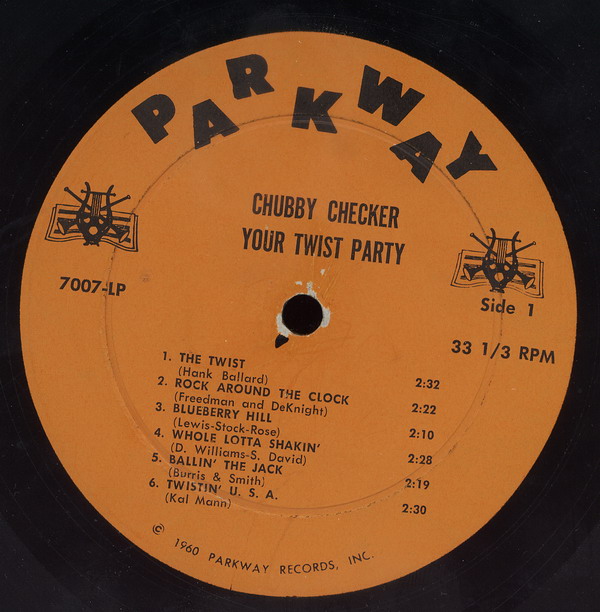 PARKWAY
CHUBBY CHECKER
YOUR TWIST PARTY
7007-LP
Side 1
33 1/3 RPM
1. THE TWIST
(Hank Ballard) 2:32
2. ROCK AROUND THE CLOCK
(Freedman and DeKnight) 2:22
3. BLUEBERRY HILL
(Lewis-Stock-Rose) 2:10
4. WHOLE LOTTA SHAKIN'
(D. Williams-S. David) 2:28
5. BALLIN' THE JACK
(Burris & Smith) 2:19
6. TWISTIN' U. S. A.
(Kal Mann) 2:30
© 1960 PARKWAY RECORDS, INC.